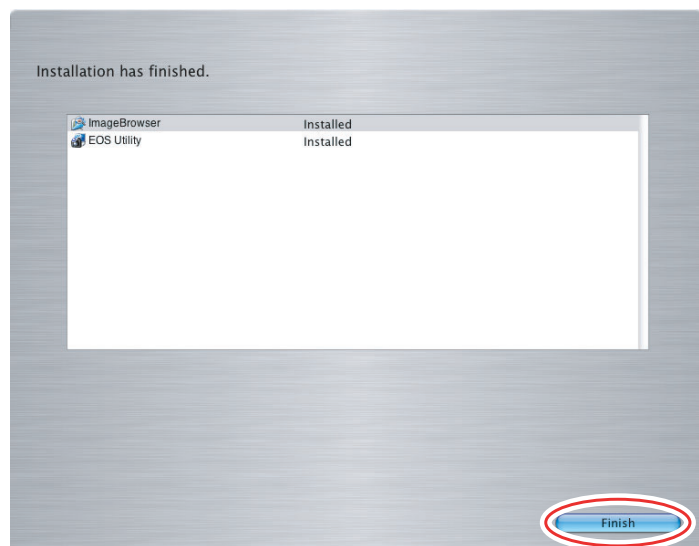 Installation has finished.
ImageBrowser Installed
EOS Utility Installed
Finish